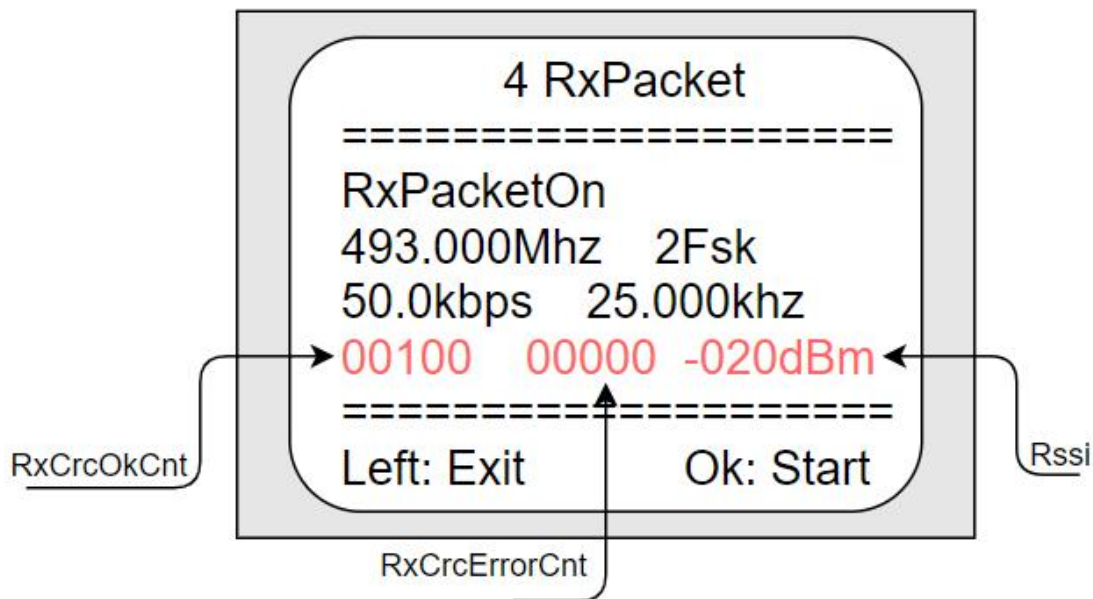 4 RxPacket
====================
RxPacketOn
493.000Mhz 2Fsk
50.0kbps 25.000khz
00100 00000 -020dBm
====================
RxCrcOkCnt
Left: Exit Ok: Start
Rssi
RxCrcErrorCnt